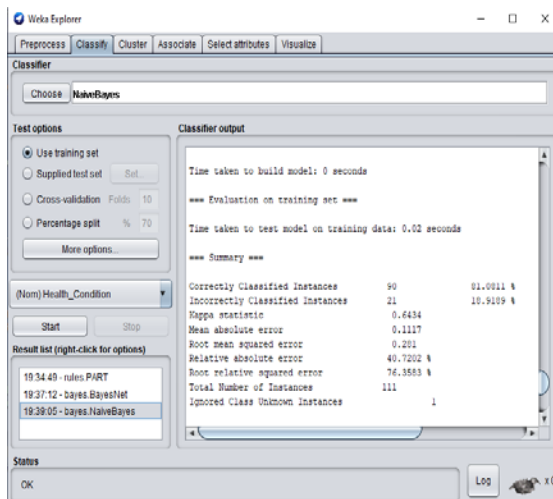 Weka Explorer
Preprocess Classify Cluster Associate Select attributes Visualize
Classifier
Choose NaiveBayes
Test options
Use training set
Supplied test set Set...
Cross-validation Folds 10
Percentage split % 70
More options...
(Nom) Health_Condition
Start Stop
Result list (right-click for options)
19:34:49 - rules.PART
19:37:12 - bayes.BayesNet
19:39:05 - bayes.NaiveBayes
Classifier output
Time taken to build model: 0 seconds
=== Evaluation on training set ===
Time taken to test model on training data: 0.02 seconds
=== Summary ===
Correctly Classified Instances 90 81.0811 %
Incorrectly Classified Instances 21 18.9189 %
Kappa statistic 0.6434
Mean absolute error 0.1117
Root mean squared error 0.281
Relative absolute error 40.7202 %
Root relative squared error 76.3583 %
Total Number of Instances 111
Ignored Class Unknown Instances 1
Status
OK
Log